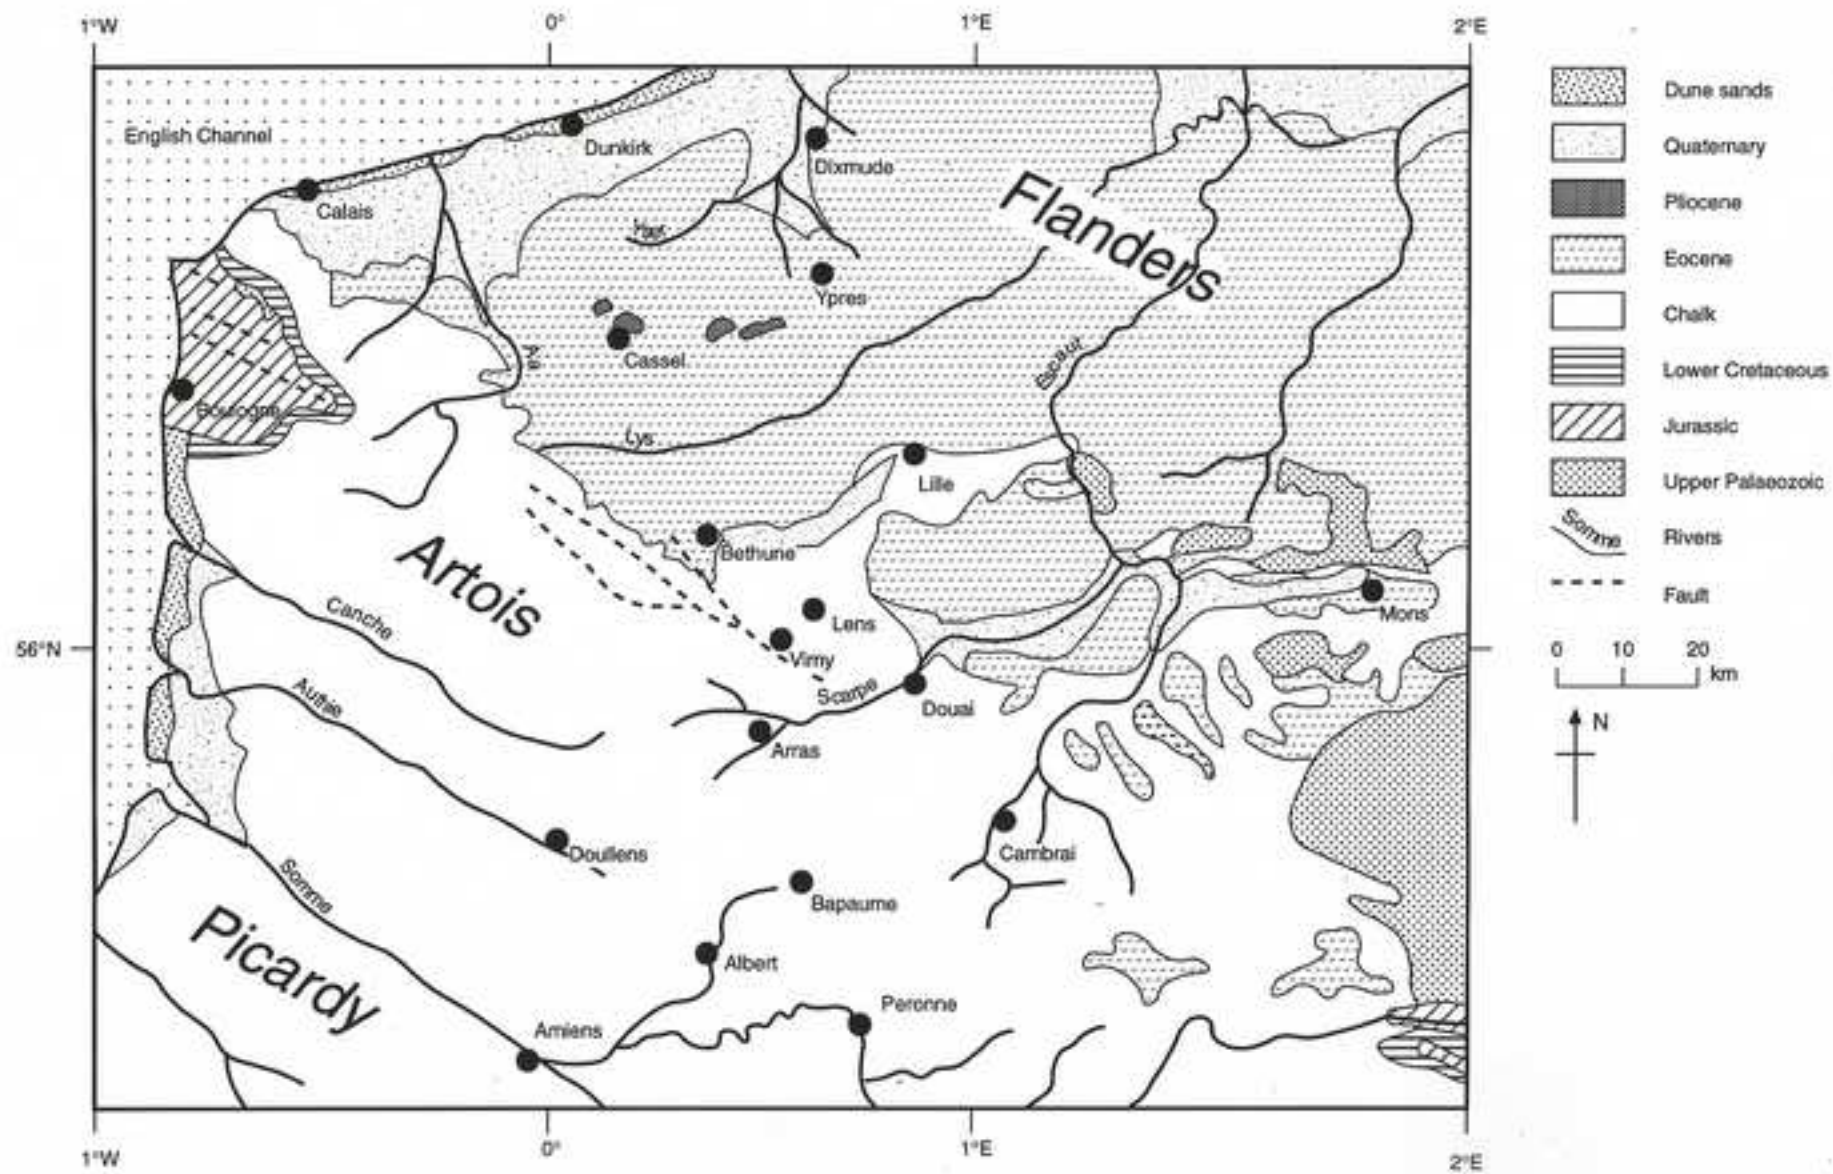 1°W
0°
1°E
2°E
English Channel
Dunkirk
Dixmude
Calais
Flanders
Ypres
Cassel
Aa
Escaut
Boulogne
Lys
Lille
Artois
Bethune
Canche
Lens
Mons
56°N
Vimy
Scarpe
Authie
Douai
Arras
Doullens
Cambrai
Somme
Bapaume
Picardy
Albert
Peronne
Amiens
1°W
0°
1°E
2°E
Dune sands
Quaternary
Pliocene
Eocene
Chalk
Lower Cretaceous
Jurassic
Upper Palaeozoic
Somme
Rivers
Fault
0 10 20
km
N